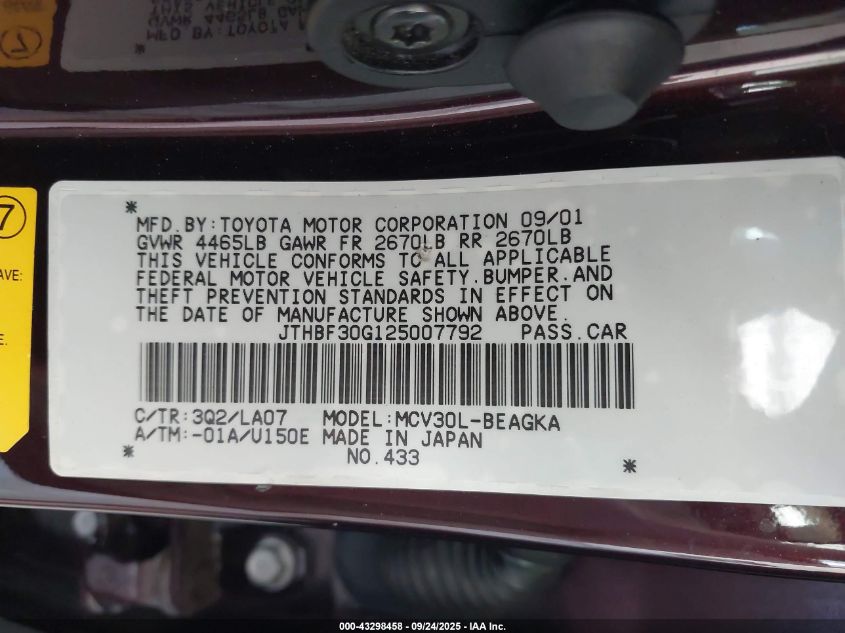 *
MFD.BY:TOYOTA MOTOR CORPORATION 09/01
GVWR 4465LB GAWR FR 2670LB RR 2670LB
THIS VEHICLE CONFORMS TO ALL APPLICABLE
FEDERAL MOTOR VEHICLE SAFETY,BUMPER,AND
THEFT PREVENTION STANDARDS IN EFFECT ON
THE DATE OF MANUFACTURE SHOWN ABOVE.
JTHBF30G125007792 PASS.CAR
C/TR:3Q2/LA07 MODEL:MCV30L-BEAGKA
A/TM:-01A/U150E MADE IN JAPAN
* NO.433 *
7
AVE:
000-43298458 - 09/24/2025 - IAA Inc.